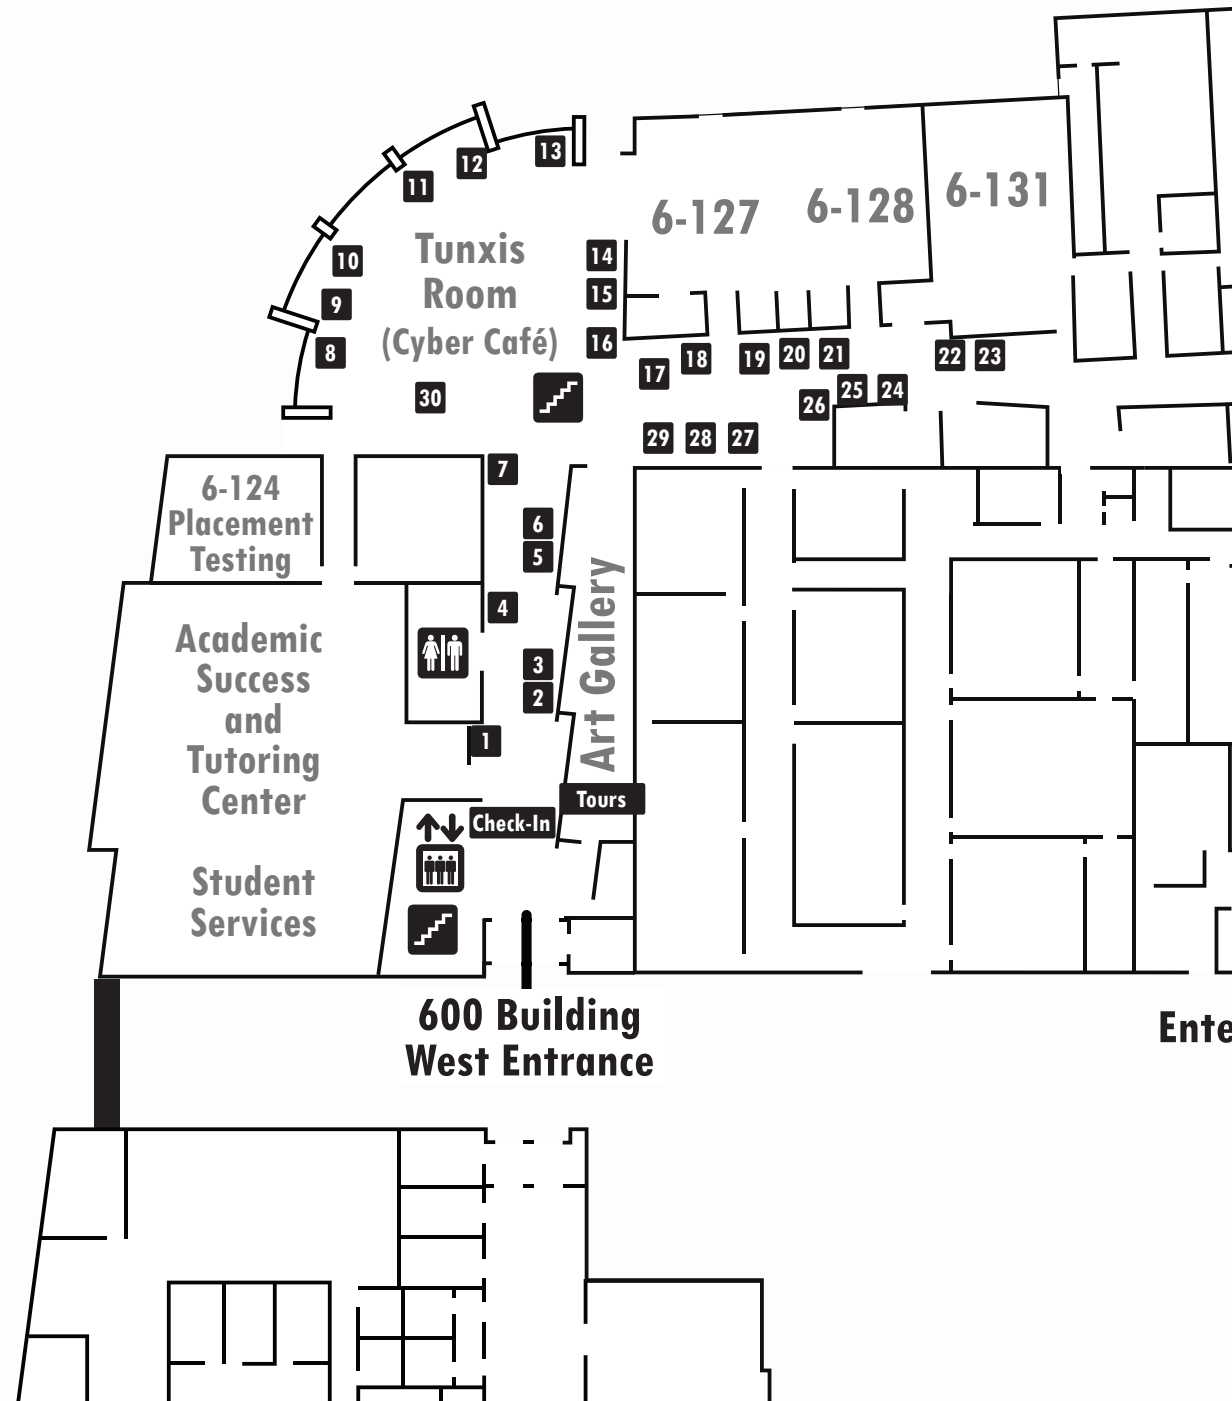 12
13
11
6-127
6-128
6-131
Tunxis
Room
(Cyber Café)
10
9
8
14
15
16
30
17
18
19
20
21
22
23
26
25
24
29
28
27
7
6-124
Placement
Testing
6
5
4
3
2
1
Art Gallery
Academic
Success
and
Tutoring
Center
Tours
Check-In
Student
Services
600 Building
West Entrance
Ente